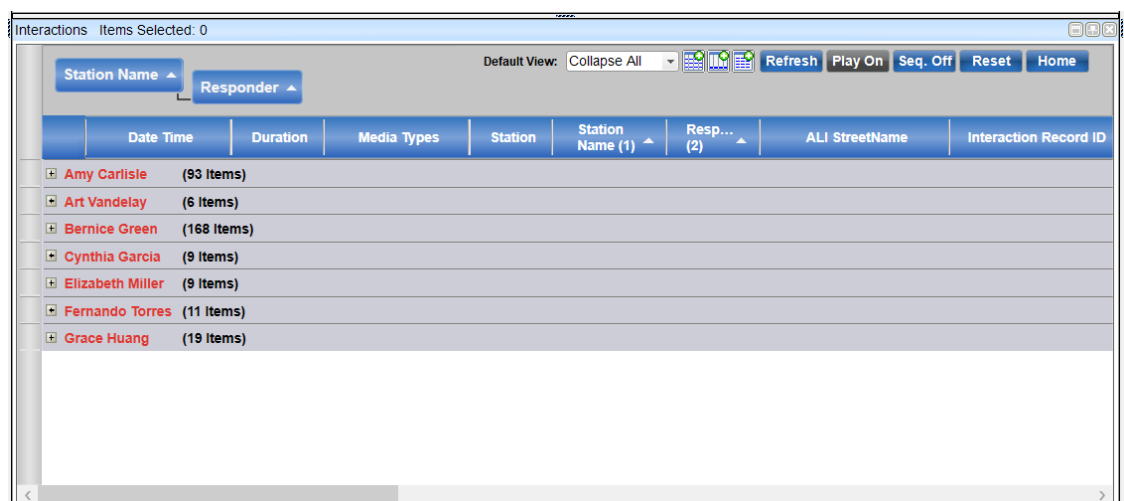 Interactions Items Selected: 0
Default View: Collapse All Refresh Play On Seq. Off Reset Home
Station Name
Responder
Date Time Duration Media Types Station Station Name (1) Resp... (2) ALI StreetName Interaction Record ID
Amy Carlisle (93 Items)
Art Vandelay (6 Items)
Bernice Green (168 Items)
Cynthia Garcia (9 Items)
Elizabeth Miller (9 Items)
Fernando Torres (11 Items)
Grace Huang (19 Items)